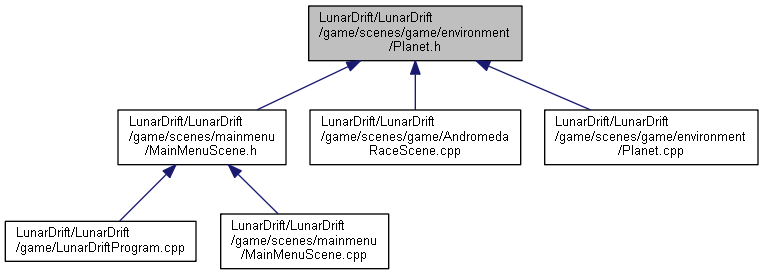 LunarDrift/LunarDrift
/game/scenes/game/environment
/Planet.h
LunarDrift/LunarDrift
/game/scenes/mainmenu
/MainMenuScene.h
LunarDrift/LunarDrift
/game/scenes/game/Andromeda
RaceScene.cpp
LunarDrift/LunarDrift
/game/scenes/game/environment
/Planet.cpp
LunarDrift/LunarDrift
/game/LunarDriftProgram.cpp
LunarDrift/LunarDrift
/game/scenes/mainmenu
/MainMenuScene.cpp